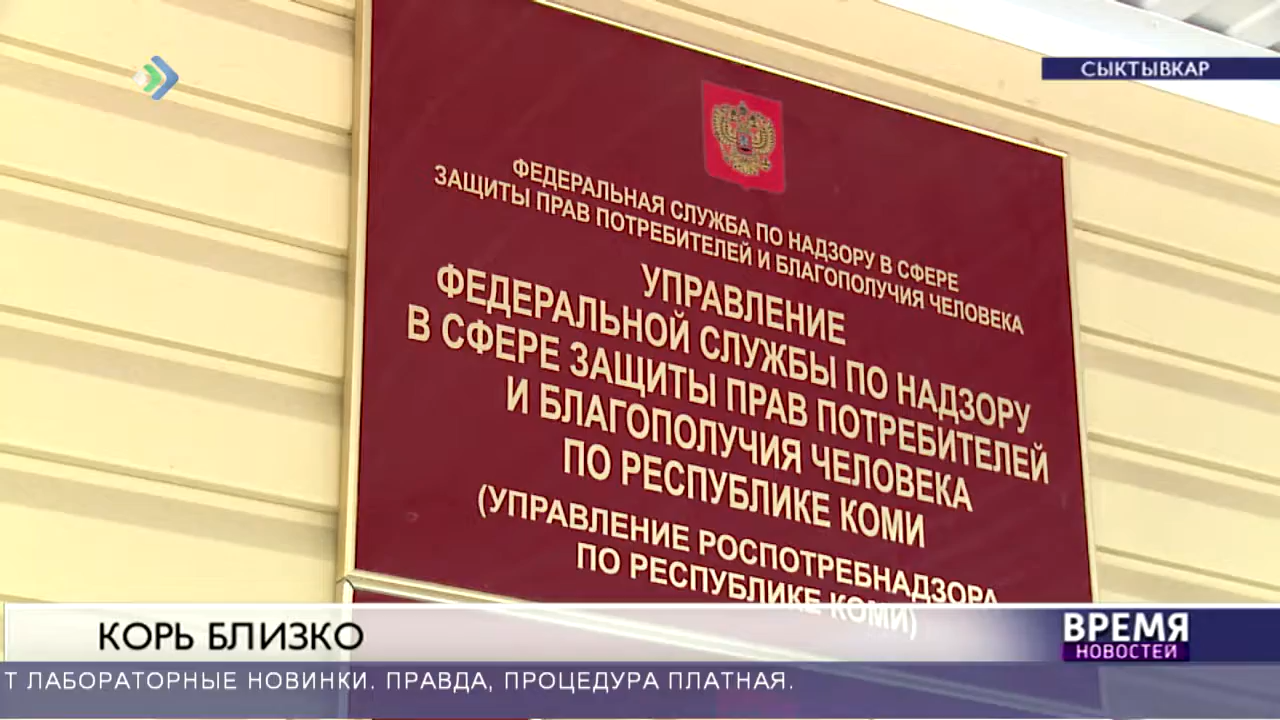 СЫКТЫВКАР
ФЕДЕРАЛЬНАЯ СЛУЖБА ПО НАДЗОРУ В СФЕРЕ
ЗАЩИТЫ ПРАВ ПОТРЕБИТЕЛЕЙ И БЛАГОПОЛУЧИЯ ЧЕЛОВЕКА
УПРАВЛЕНИЕ
ФЕДЕРАЛЬНОЙ СЛУЖБЫ ПО НАДЗОРУ
В СФЕРЕ ЗАЩИТЫ ПРАВ ПОТРЕБИТЕЛЕЙ
И БЛАГОПОЛУЧИЯ ЧЕЛОВЕКА
ПО РЕСПУБЛИКЕ КОМИ
(УПРАВЛЕНИЕ РОСПОТРЕБНАДЗОРА
ПО РЕСПУБЛИКЕ КОМИ)
КОРЬ БЛИЗКО
ВРЕМЯ
НОВОСТЕЙ
Т ЛАБОРАТОРНЫЕ НОВИНКИ. ПРАВДА, ПРОЦЕДУРА ПЛАТНАЯ.